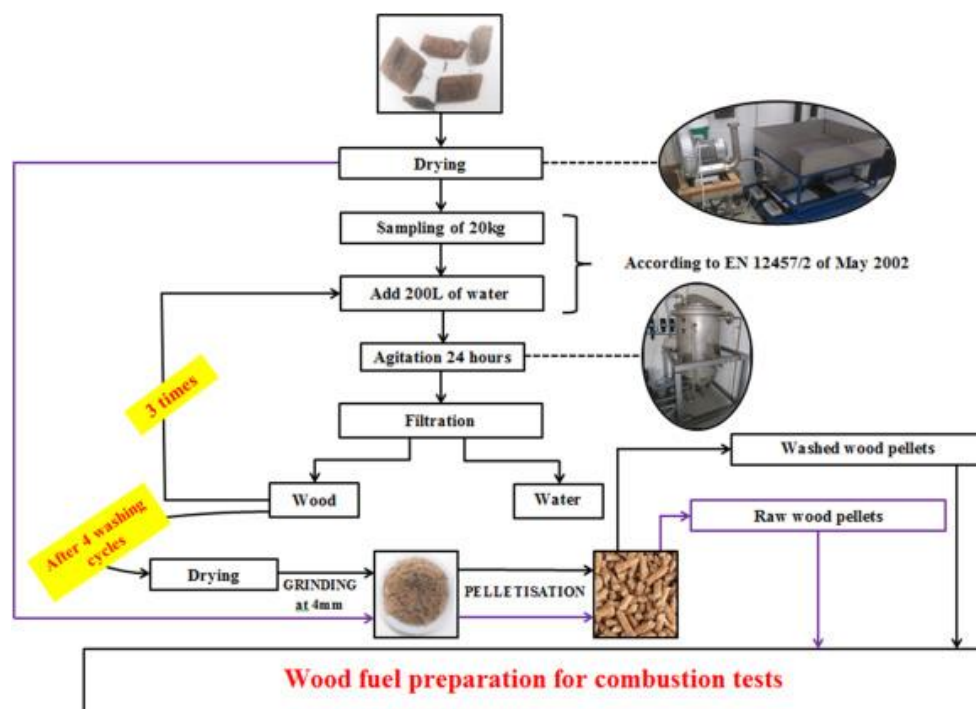 Drying
Sampling of 20kg
According to EN 12457/2 of May 2002
Add 200L of water
Agitation 24 hours
3 times
Filtration
Washed wood pellets
Wood
Water
Raw wood pellets
After 4 washing
cycles
Drying
GRINDING
at 4mm
PELLETISATION
Wood fuel preparation for combustion tests